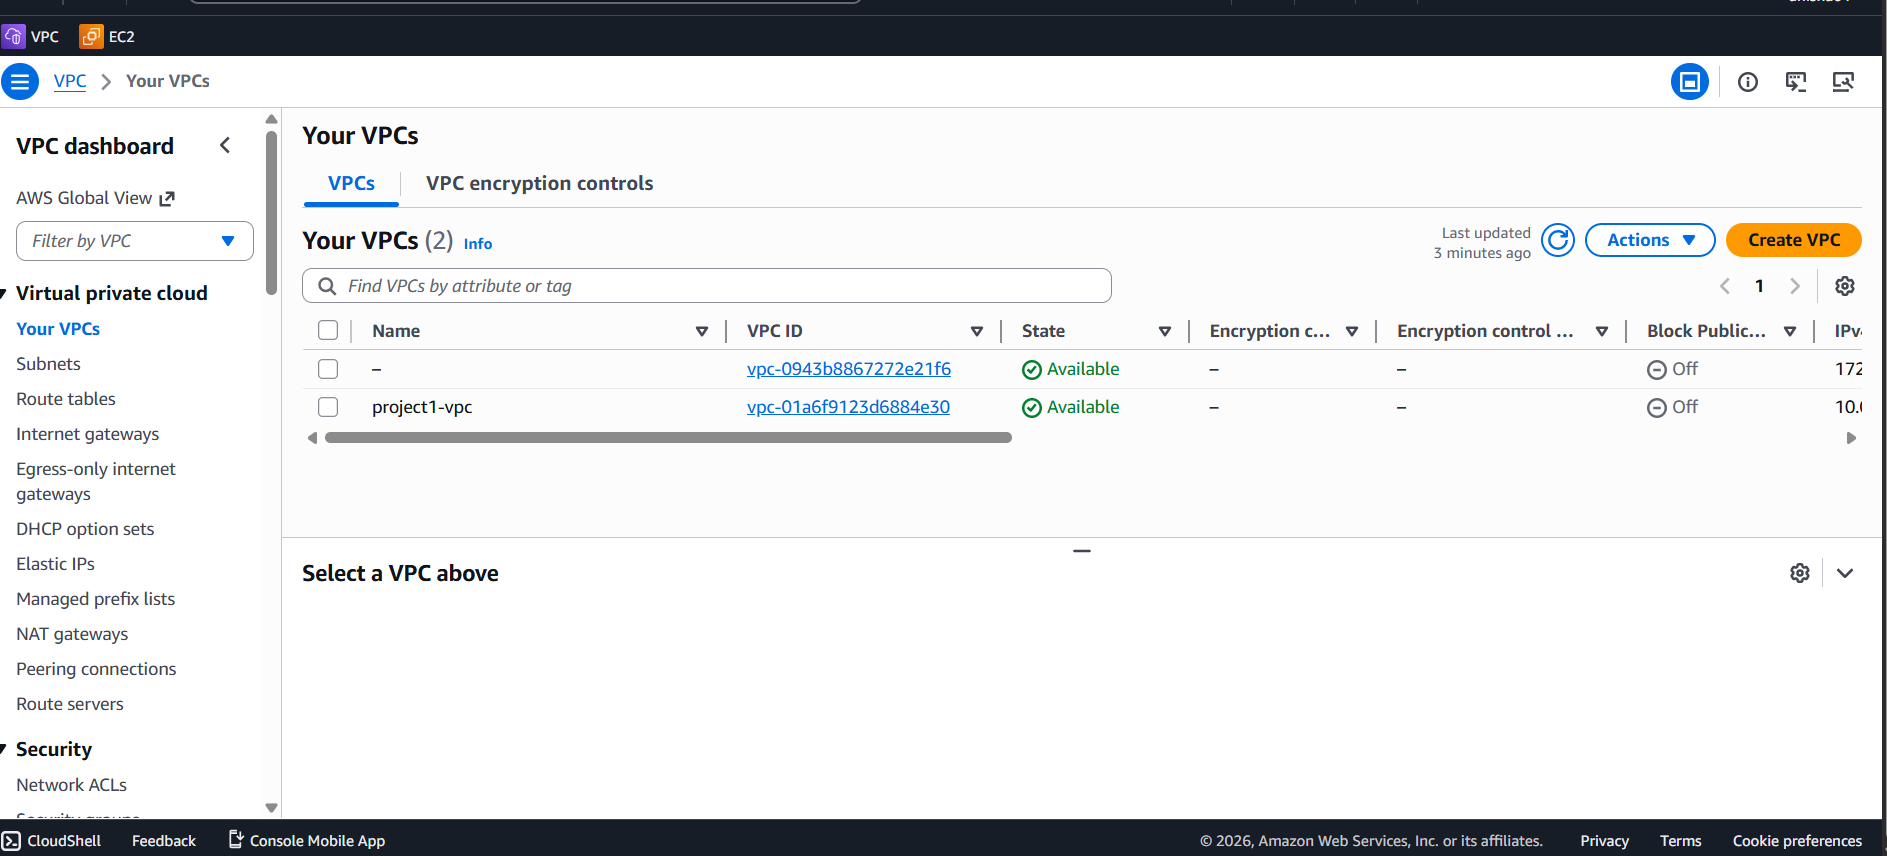 VPC EC2
VPC > Your VPCs
VPC dashboard
AWS Global View
Filter by VPC
Virtual private cloud
Your VPCs
Subnets
Route tables
Internet gateways
Egress-only internet
gateways
DHCP option sets
Elastic IPs
Managed prefix lists
NAT gateways
Peering connections
Route servers
Security
Network ACLs
Your VPCs
VPCs VPC encryption controls
Your VPCs (2) Info
Last updated
3 minutes ago
Actions Create VPC
Find VPCs by attribute or tag
1
Name VPC ID State Encryption c... Encryption control ... Block Public... IPv
– vpc-0943b8867272e21f6 Available – – Off 172
project1-vpc vpc-01a6f9123d6884e30 Available – – Off 10.
Select a VPC above
CloudShell Feedback Console Mobile App © 2026, Amazon Web Services, Inc. or its affiliates. Privacy Terms Cookie preferences